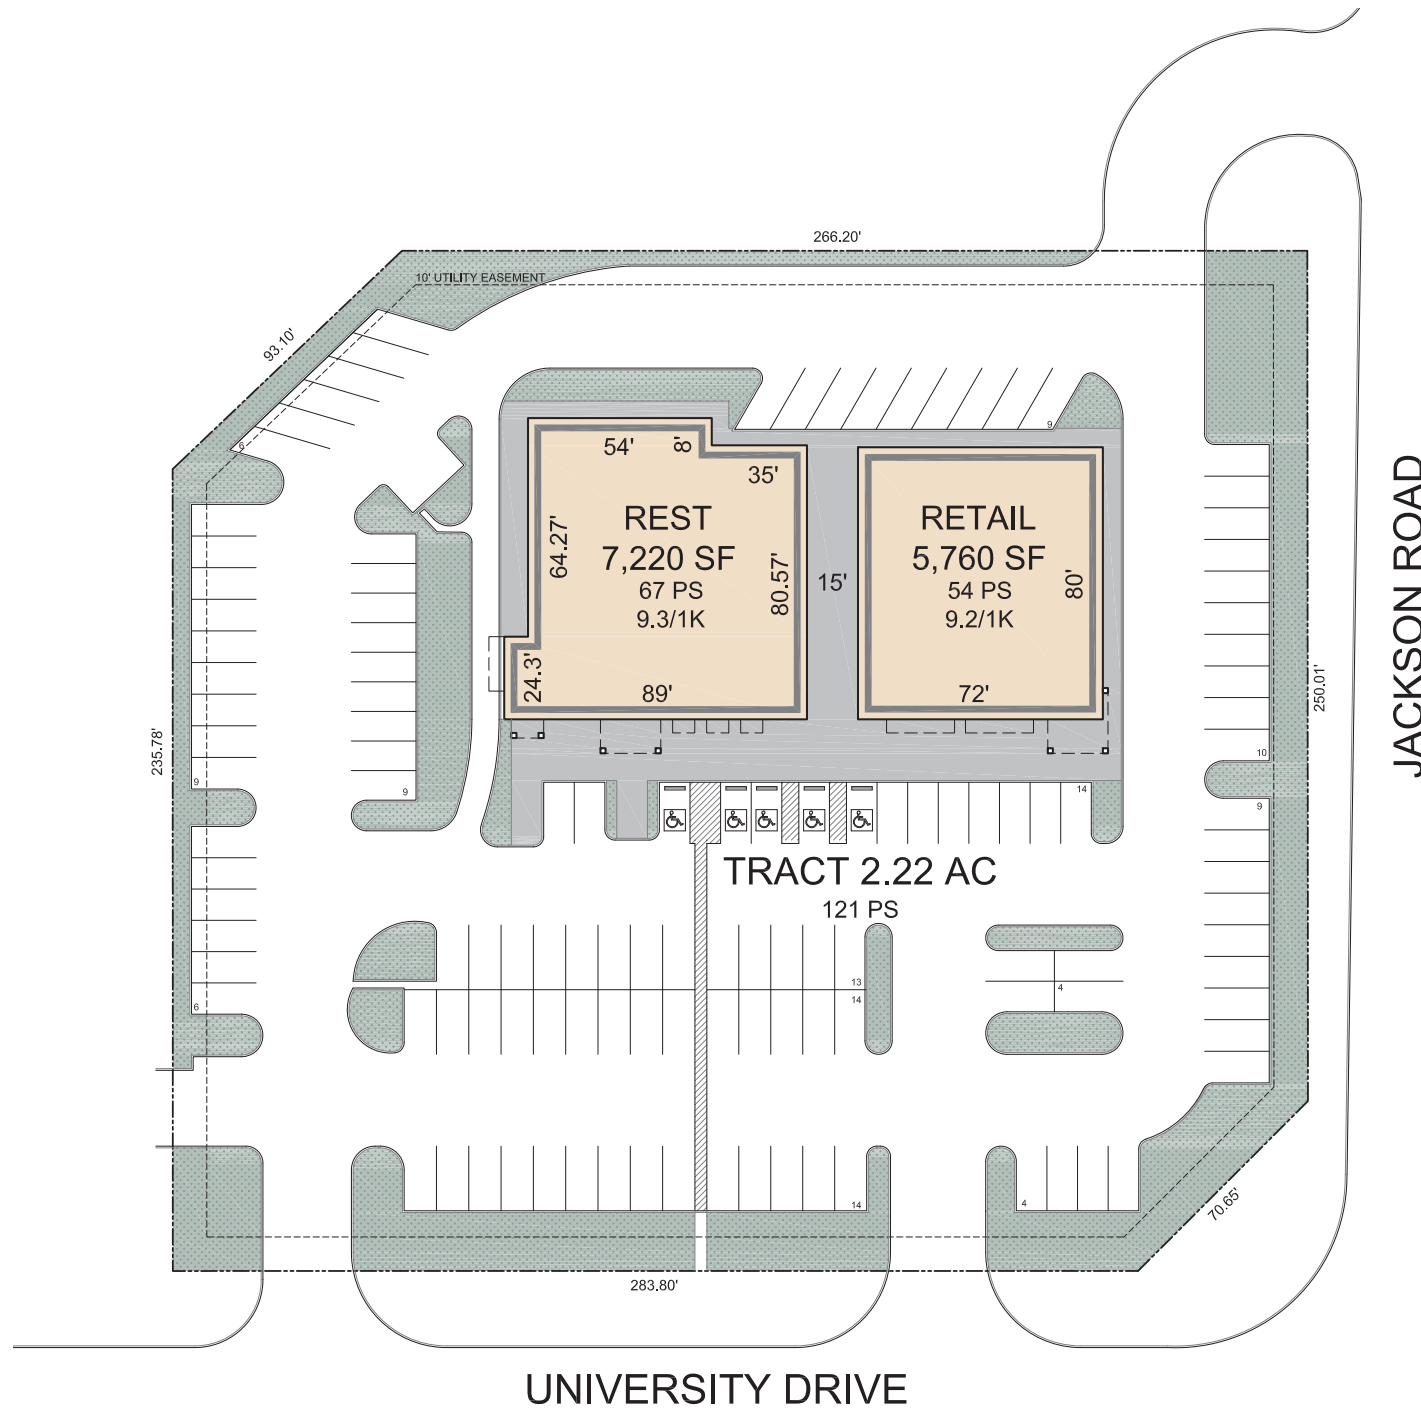 266.20'
10' UTILITY EASEMENT
93.10'
6
9
54'
8'
35'
REST
7,220 SF
67 PS
9.3/1K
64.27'
80.57'
24.3'
89'
15'
RETAIL
5,760 SF
54 PS
9.2/1K
80'
72'
JACKSON ROAD
250.01'
235.78'
10
9
9
9
14
TRACT 2.22 AC
121 PS
13
14
4
6
14
4
70.65'
283.80'
UNIVERSITY DRIVE